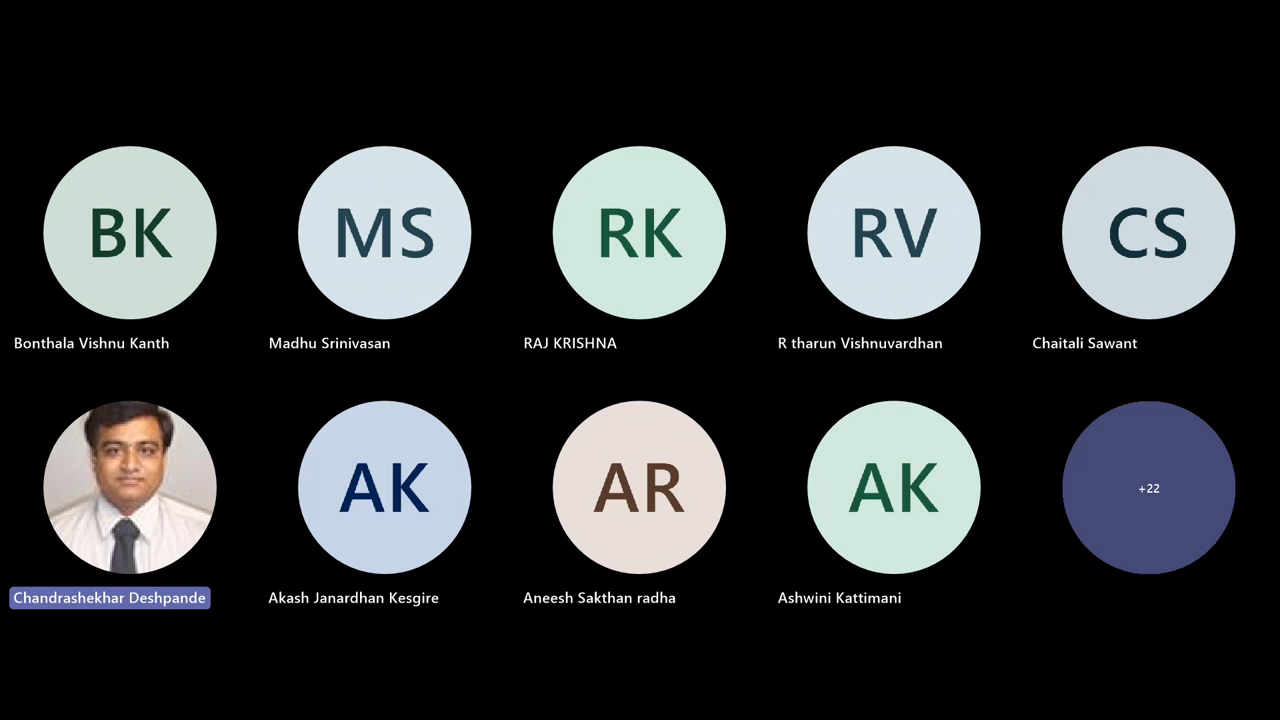 BK
MS
RK
RV
CS
Bonthala Vishnu Kanth
Madhu Srinivasan
RAJ KRISHNA
R tharun Vishnuvardhan
Chaitali Sawant
AK
AR
AK
+22
Chandrashekhar Deshpande
Akash Janardhan Kesgire
Aneesh Sakthan radha
Ashwini Kattimani